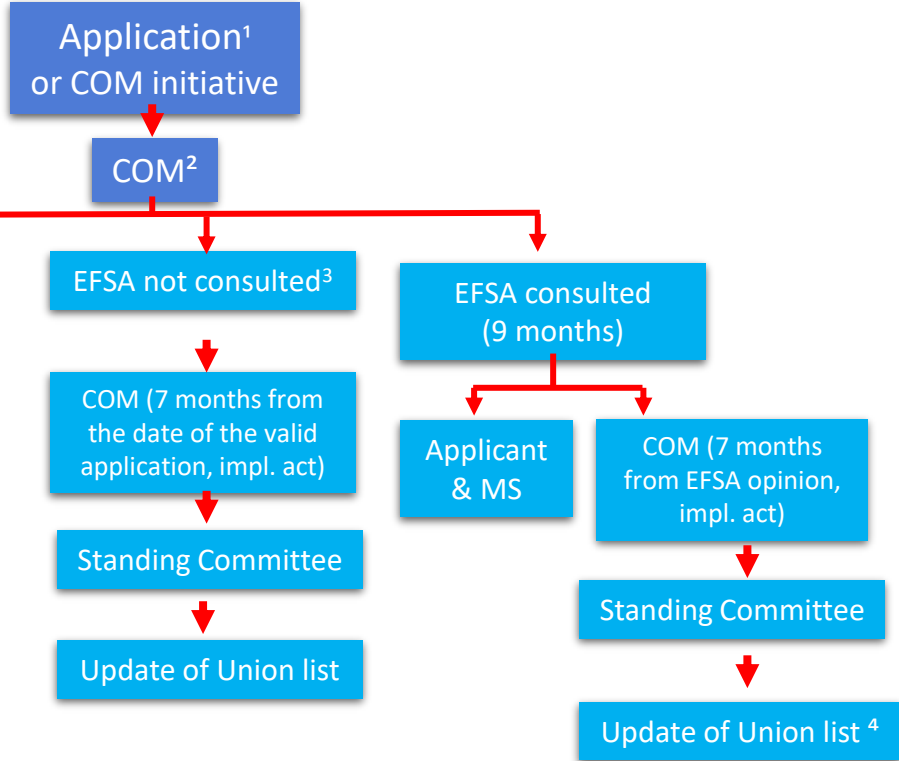 Application¹
or COM initiative
COM²
EFSA not consulted³
EFSA consulted
(9 months)
COM (7 months from
the date of the valid
application, impl. act)
Applicant
& MS
COM (7 months
from EFSA opinion,
impl. act)
Standing Committee
Standing Committee
Update of Union list
Update of Union list ⁴